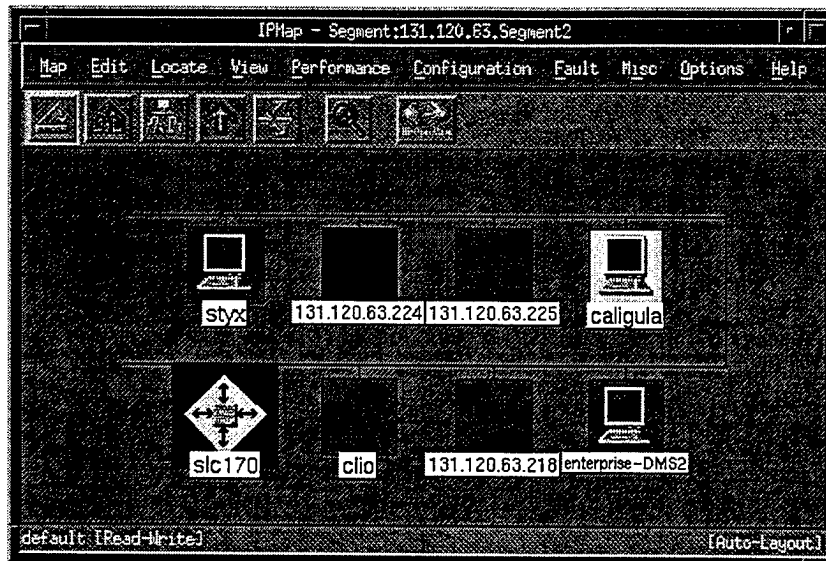 IPMap - Segment:131.120.63.Segment2
Map Edit Locate View Performance Configuration Fault Misc Options Help
styx 131.120.63.224 131.120.63.225 caligula
slc170 clio 131.120.63.218 enterprise-DMS2
default [Read-Write] [Auto-Layout]